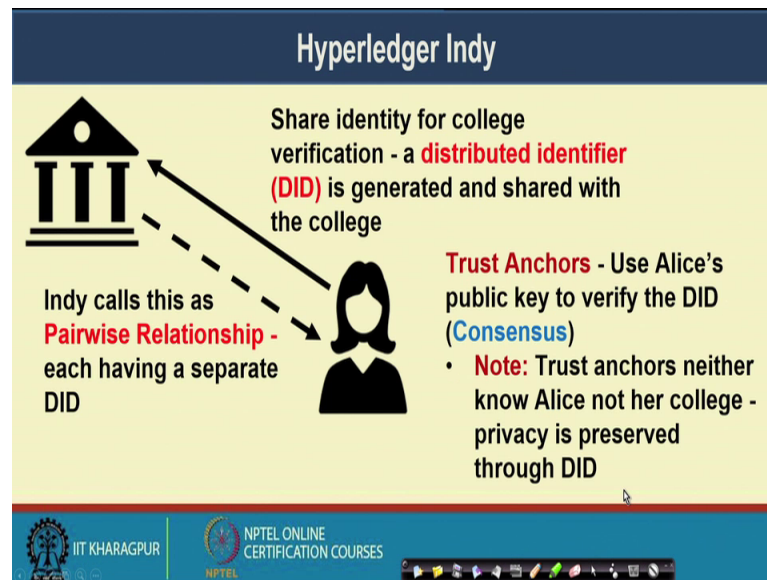 Hyperledger Indy
Share identity for college
verification - a distributed identifier
(DID) is generated and shared with
the college
Indy calls this as
Pairwise Relationship -
each having a separate
DID
Trust Anchors - Use Alice's
public key to verify the DID
(Consensus)
• Note: Trust anchors neither
know Alice not her college -
privacy is preserved
through DID
IIT KHARAGPUR
NPTEL
NPTEL ONLINE
CERTIFICATION COURSES